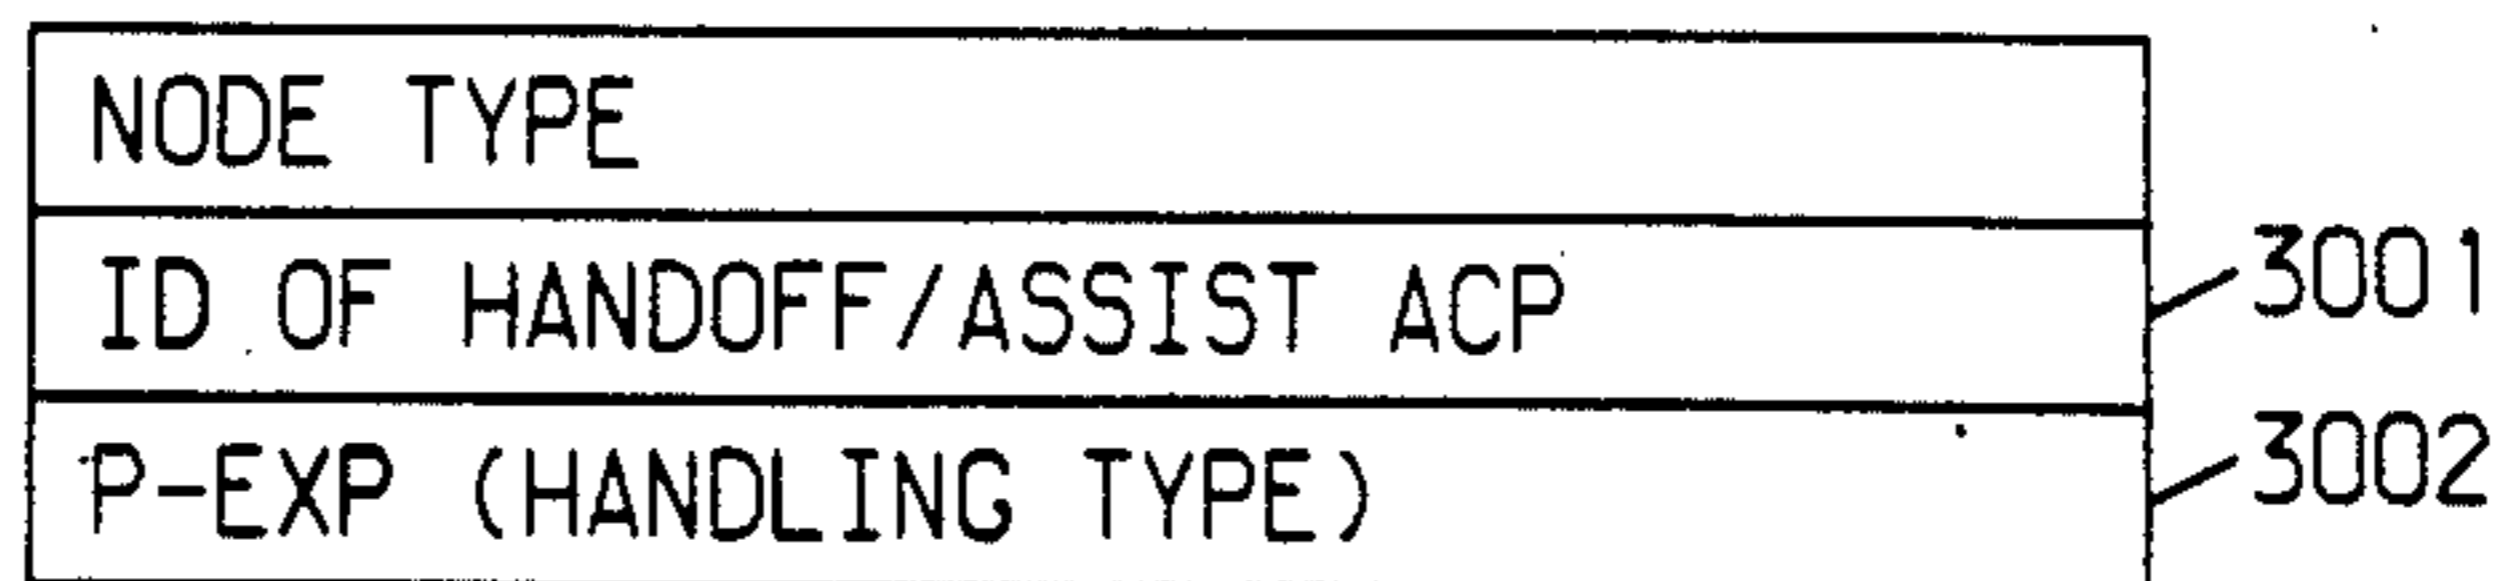 NODE TYPE
ID OF HANDOFF/ASSIST ACP 3001
P-EXP (HANDLING TYPE) 3002